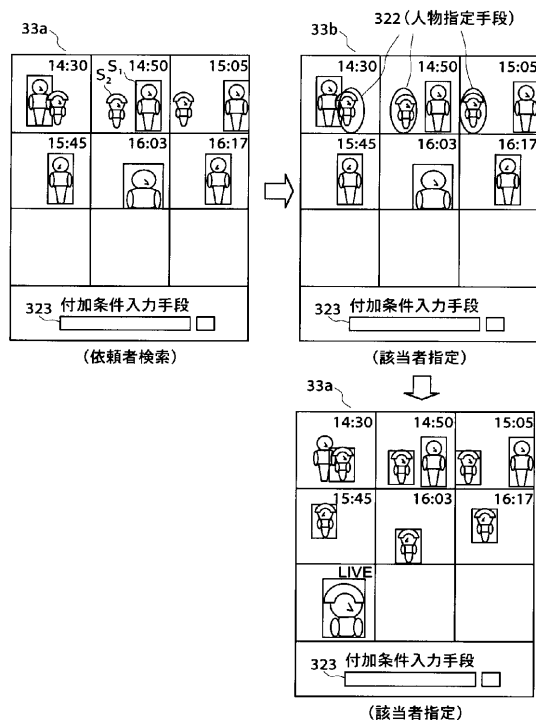 33a
14:30 14:50 15:05
S₂ S₁
15:45 16:03 16:17
323 付加条件入力手段
(依頼者検索)
322(人物指定手段)
33b
14:30 14:50 15:05
15:45 16:03 16:17
323 付加条件入力手段
(該当者指定)
33a
14:30 14:50 15:05
15:45 16:03 16:17
LIVE
323 付加条件入力手段
(該当者指定)